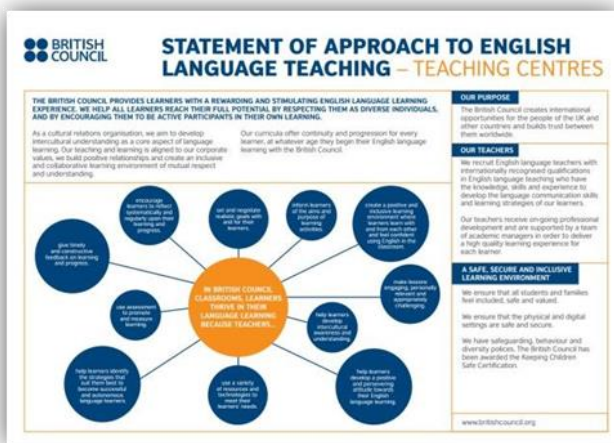 BRITISH
COUNCIL
STATEMENT OF APPROACH TO ENGLISH
LANGUAGE TEACHING – TEACHING CENTRES
THE BRITISH COUNCIL PROVIDES LEARNERS WITH A REWARDING AND STIMULATING ENGLISH LANGUAGE LEARNING
EXPERIENCE. WE HELP ALL LEARNERS REACH THEIR FULL POTENTIAL BY RESPECTING THEM AS DIVERSE INDIVIDUALS,
AND BY ENCOURAGING THEM TO BE ACTIVE PARTICIPANTS IN THEIR OWN LEARNING.
As a cultural relations organisation, we aim to develop
intercultural understanding as a core aspect of language
learning. Our teaching and learning is aligned to our corporate
values, we build positive relationships and create an inclusive
and collaborative learning environment of mutual respect
and understanding.
Our curricula offer continuity and progression for every
learner, at whatever age they begin their English language
learning with the British Council.
encourage
learners to reflect
systematically and
regularly upon their
learning and
progress.
set and negotiate
realistic goals with
and for their
learners.
inform learners
of the aims and
purpose of
learning
activities.
create a positive and
inclusive learning
environment where
learners learn with
and from each other
and feel confident
using English in the
classroom.
give timely
and constructive
feedback on learning
and progress.
IN BRITISH COUNCIL
CLASSROOMS, LEARNERS
THRIVE IN THEIR
LANGUAGE LEARNING
BECAUSE TEACHERS...
make lessons
engaging, personally
relevant and
appropriately
challenging.
use assessment
to promote
and measure
learning.
help learners
develop
intercultural
awareness and
understanding.
help learners identify
the strategies that
suit them best to
become successful
and autonomous
language learners.
use a variety
of resources and
technologies to
meet their
learners' needs
help learners
develop a positive
and persevering
attitude towards
their English
language learning.
OUR PURPOSE
The British Council creates international
opportunities for the people of the UK and
other countries and builds trust between
them worldwide.
OUR TEACHERS
We recruit English language teachers with
internationally recognised qualifications
in English language teaching who have
the knowledge, skills and experience to
develop the language communication skills
and learning strategies of our learners.
Our teachers receive on-going professional
development and are supported by a team
of academic managers in order to deliver
a high quality learning experience for
each learner.
A SAFE, SECURE AND INCLUSIVE
LEARNING ENVIRONMENT
We ensure that all students and families
feel included, safe and valued.
We ensure that the physical and digital
settings are safe and secure.
We have safeguarding, behaviour and
diversity polices. The British Council has
been awarded the Keeping Children
Safe Certification.
www.britishcouncil.org